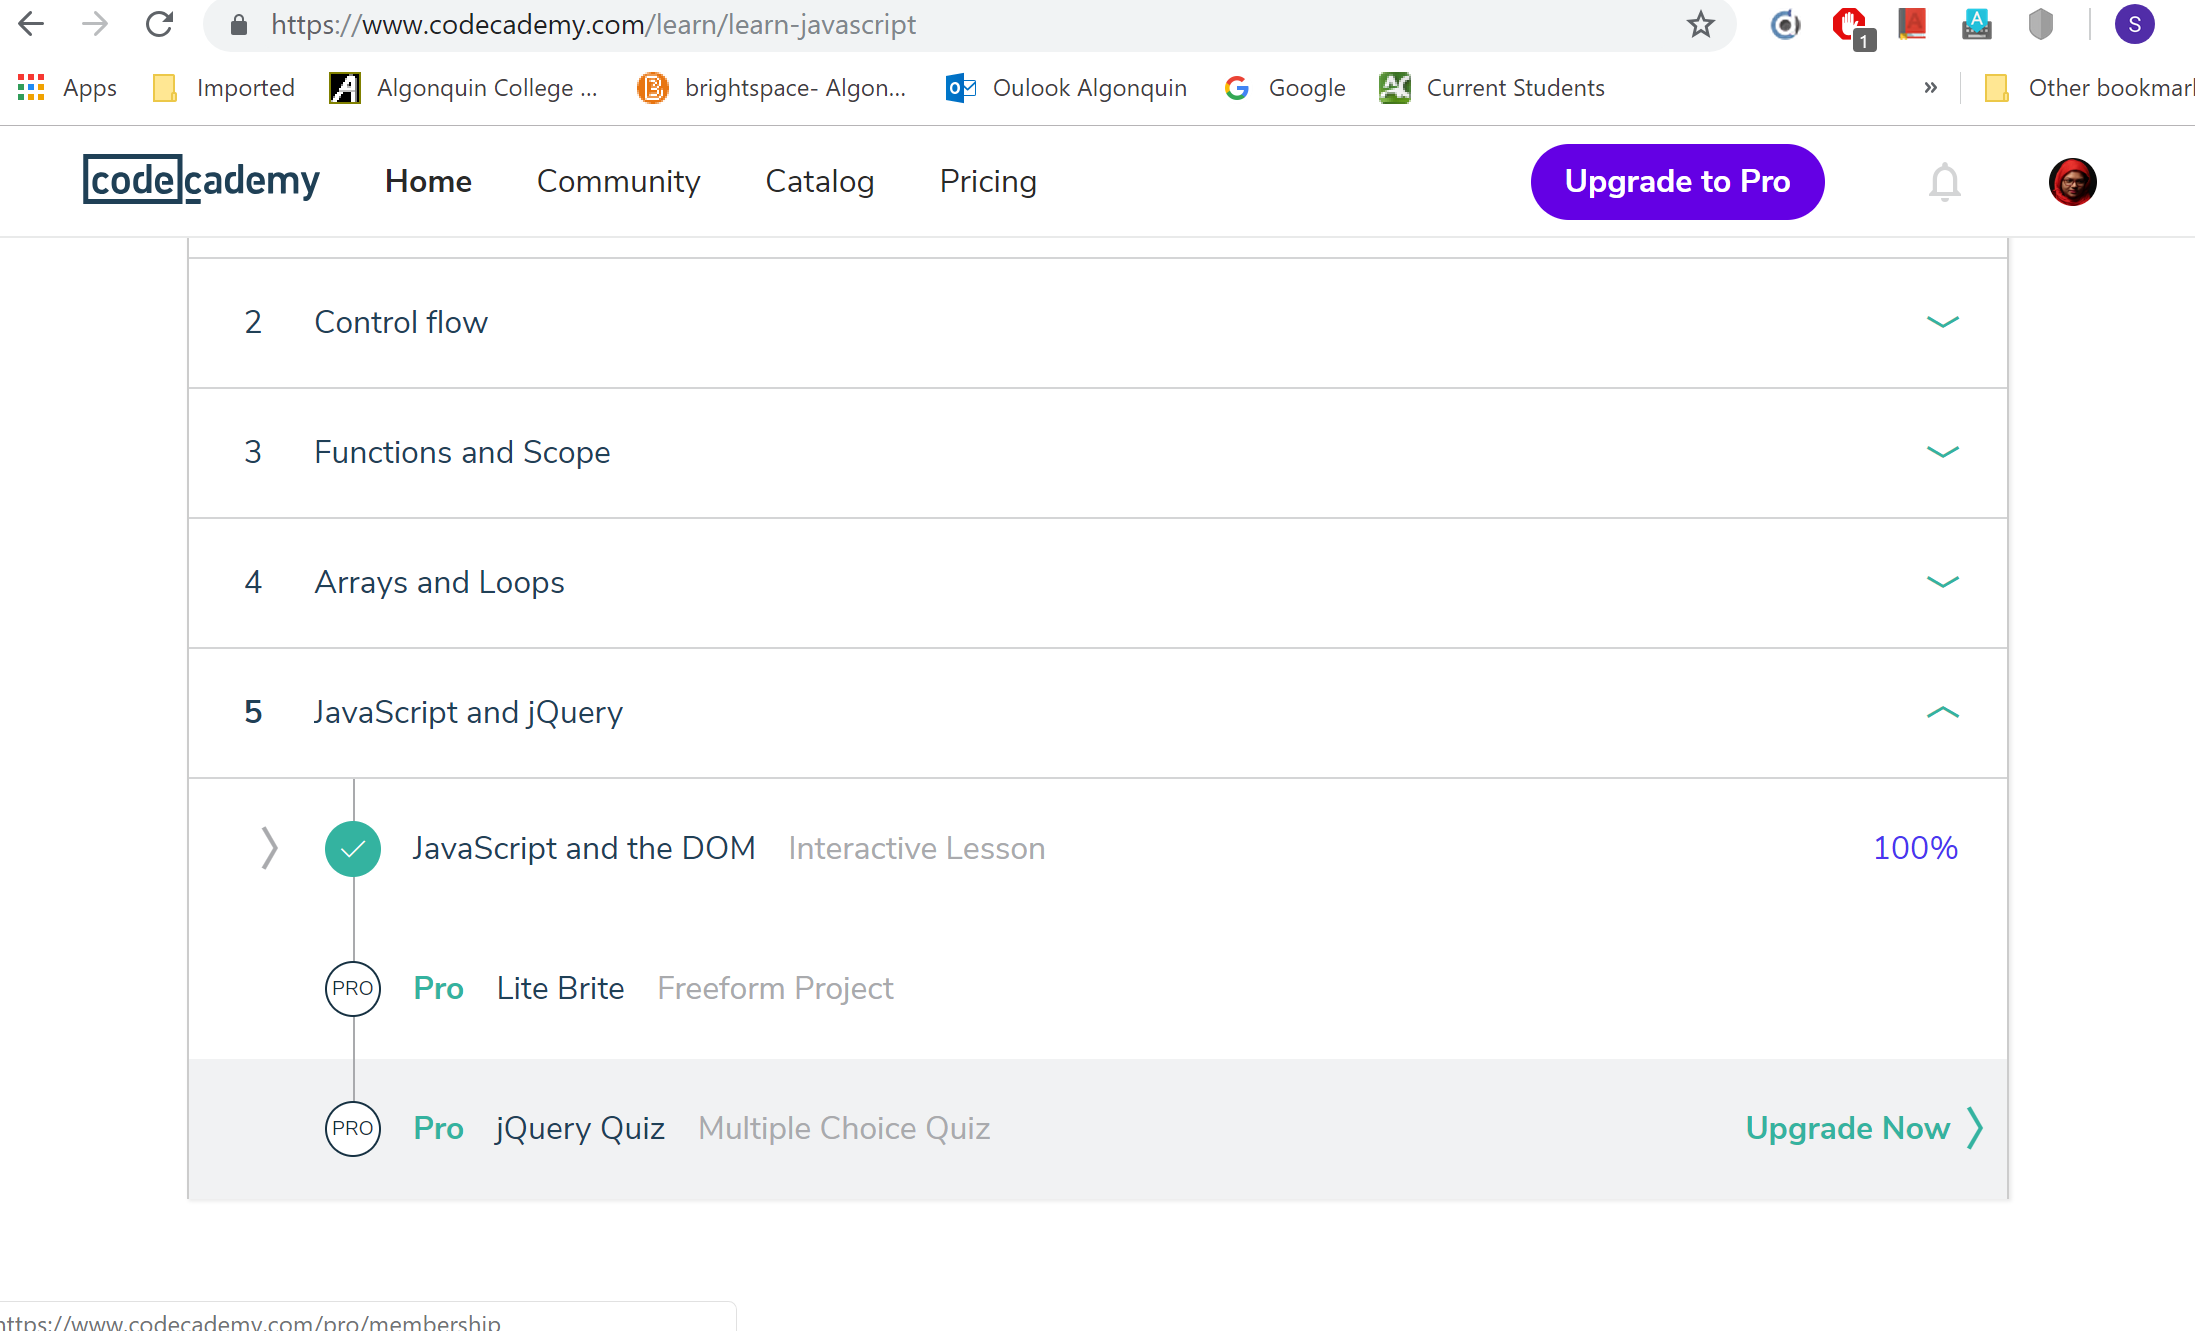 https://www.codecademy.com/learn/learn-javascript
1
S
Apps Imported Algonquin College ... brightspace- Algon... Oulook Algonquin Google Current Students » Other bookmar
codecademy Home Community Catalog Pricing Upgrade to Pro
2 Control flow
3 Functions and Scope
4 Arrays and Loops
5 JavaScript and jQuery
JavaScript and the DOM Interactive Lesson 100%
PRO Pro Lite Brite Freeform Project
PRO Pro jQuery Quiz Multiple Choice Quiz Upgrade Now
https://www.codecademy.com/pro/membership